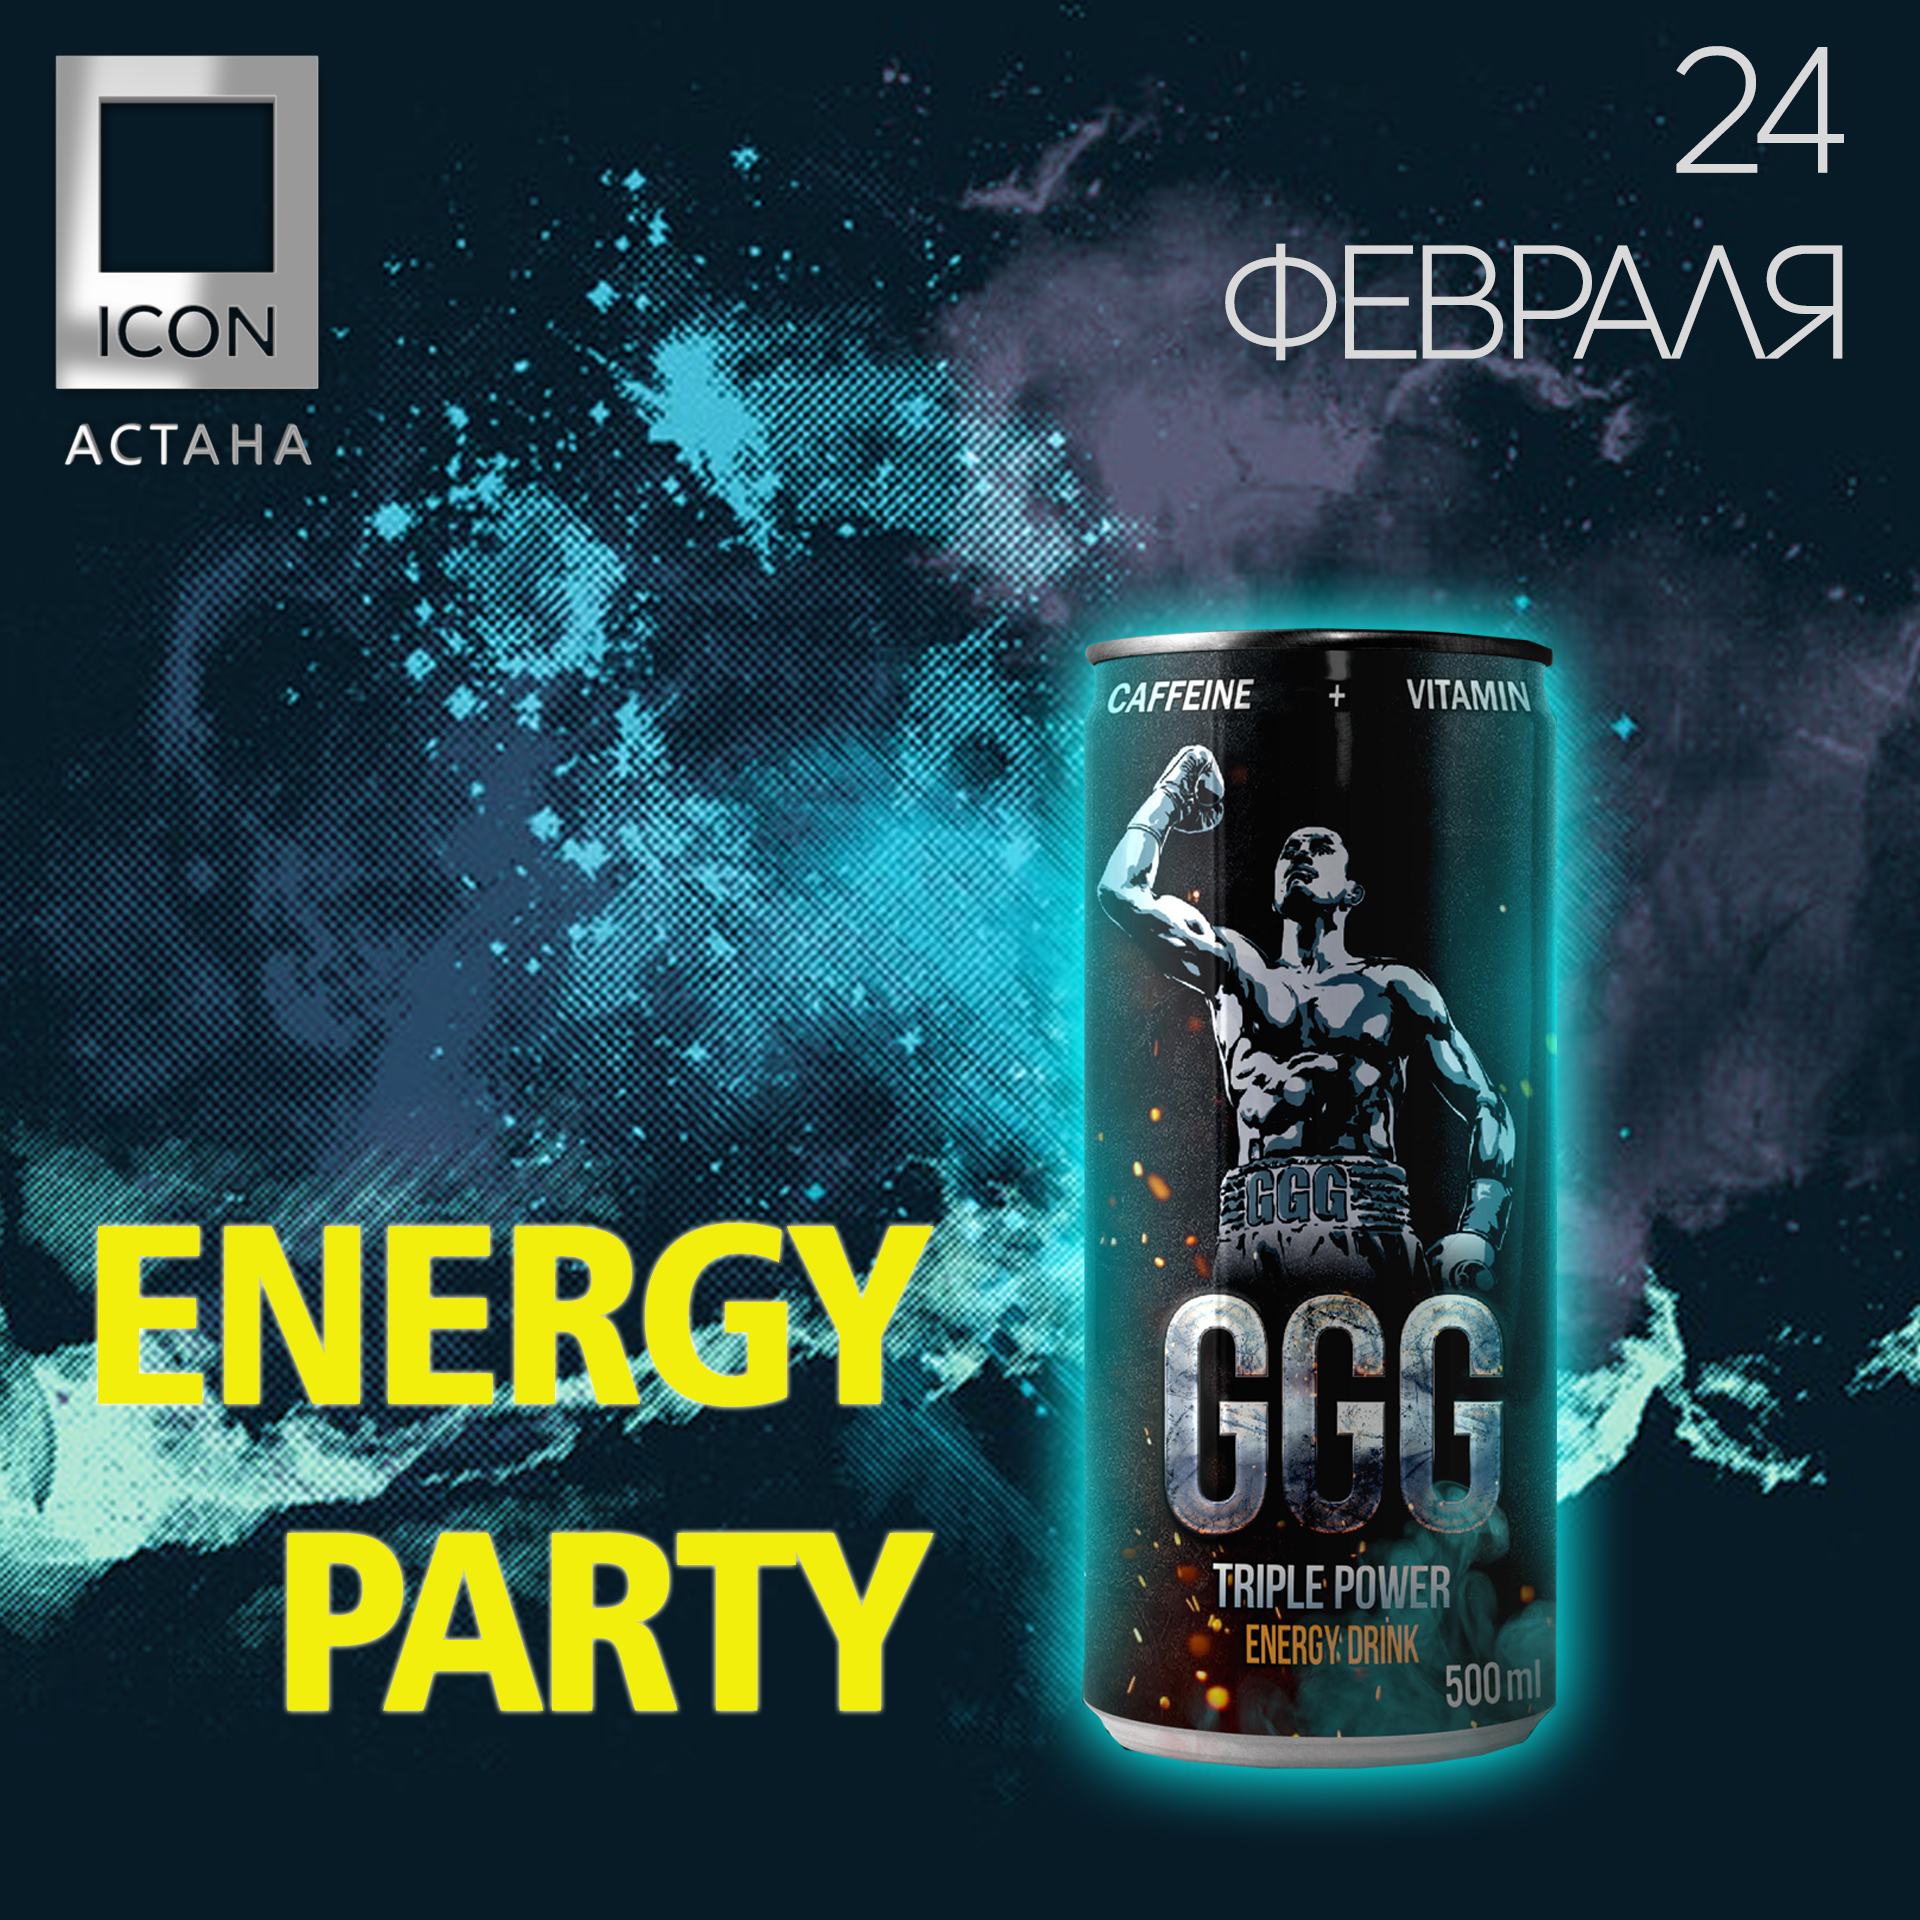 ICON
АСТАНА
24
ФЕВРАЛЯ
CAFFEINE + VITAMIN
GGG
GGG
TRIPLE POWER
ENERGY DRINK
500 ml
ENERGY
PARTY